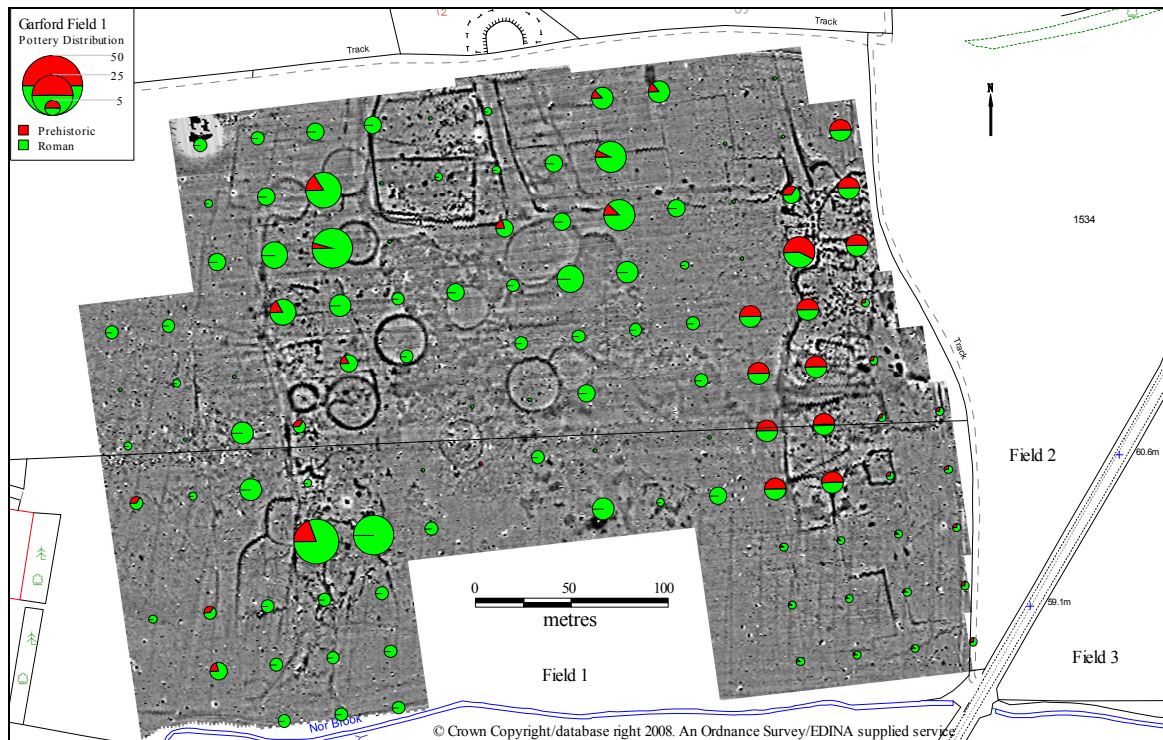 Garford Field 1
Pottery Distribution
50
25
5
Prehistoric
Roman
Track
Track
N
1534
Track
Field 2
60.6m
59.1m
0 50 100
metres
Field 1
Field 3
Nor Brook
© Crown Copyright/database right 2008. An Ordnance Survey/EDINA supplied service